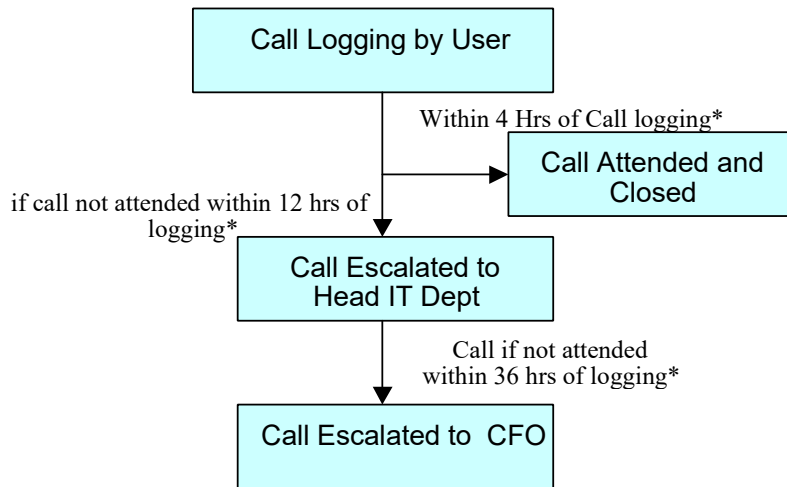 Call Logging by User
Within 4 Hrs of Call logging*
Call Attended and
Closed
if call not attended within 12 hrs of
logging*
Call Escalated to
Head IT Dept
Call if not attended
within 36 hrs of logging*
Call Escalated to  CFO